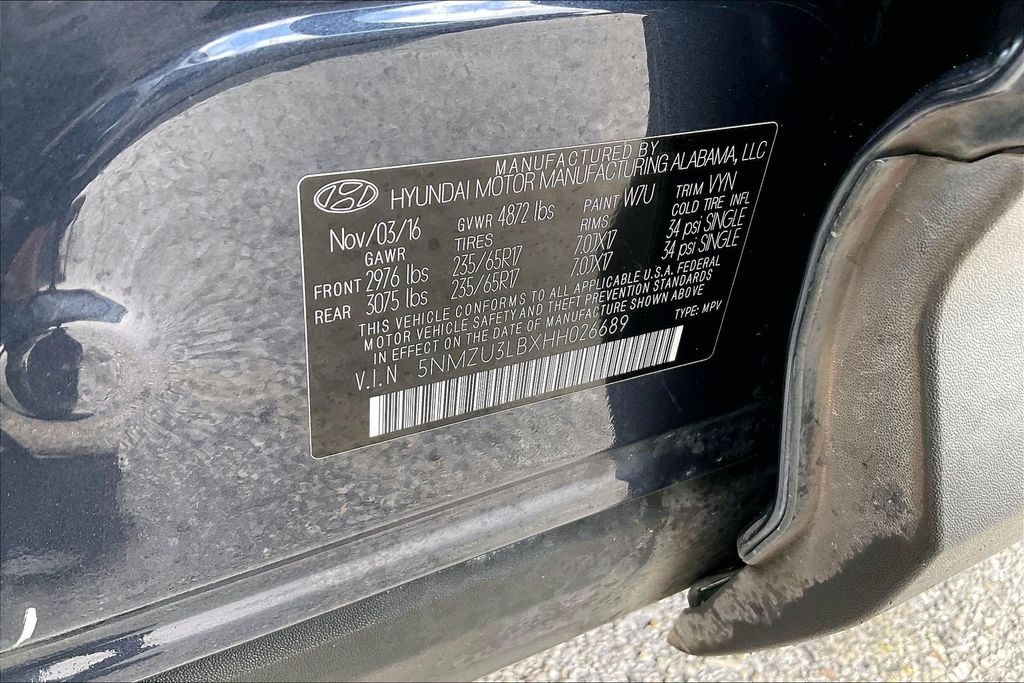 MANUFACTURED BY
HYUNDAI MOTOR MANUFACTURING ALABAMA, LLC
Nov/03/16 GVWR 4872 lbs PAINT W7U TRIM VYN
GAWR TIRES RIMS: COLD TIRE INFL
FRONT 2976 lbs 235/65R17 7.0JX17 34 psi SINGLE
REAR 3075 lbs 235/65R17 7.0JX17 34 psi SINGLE
THIS VEHICLE CONFORMS TO ALL APPLICABLE U.S.A. FEDERAL
MOTOR VEHICLE SAFETY AND THEFT PREVENTION STANDARDS
IN EFFECT ON THE DATE OF MANUFACTURE SHOWN ABOVE
V.I.N 5NMZU3LBXHH026689 TYPE: MPV